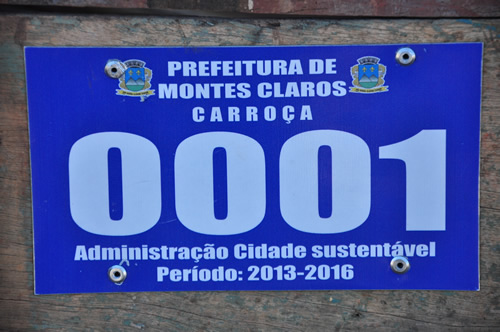 PREFEITURA DE
MONTES CLAROS
CARROÇA
0001
Administração Cidade sustentável
Período: 2013-2016